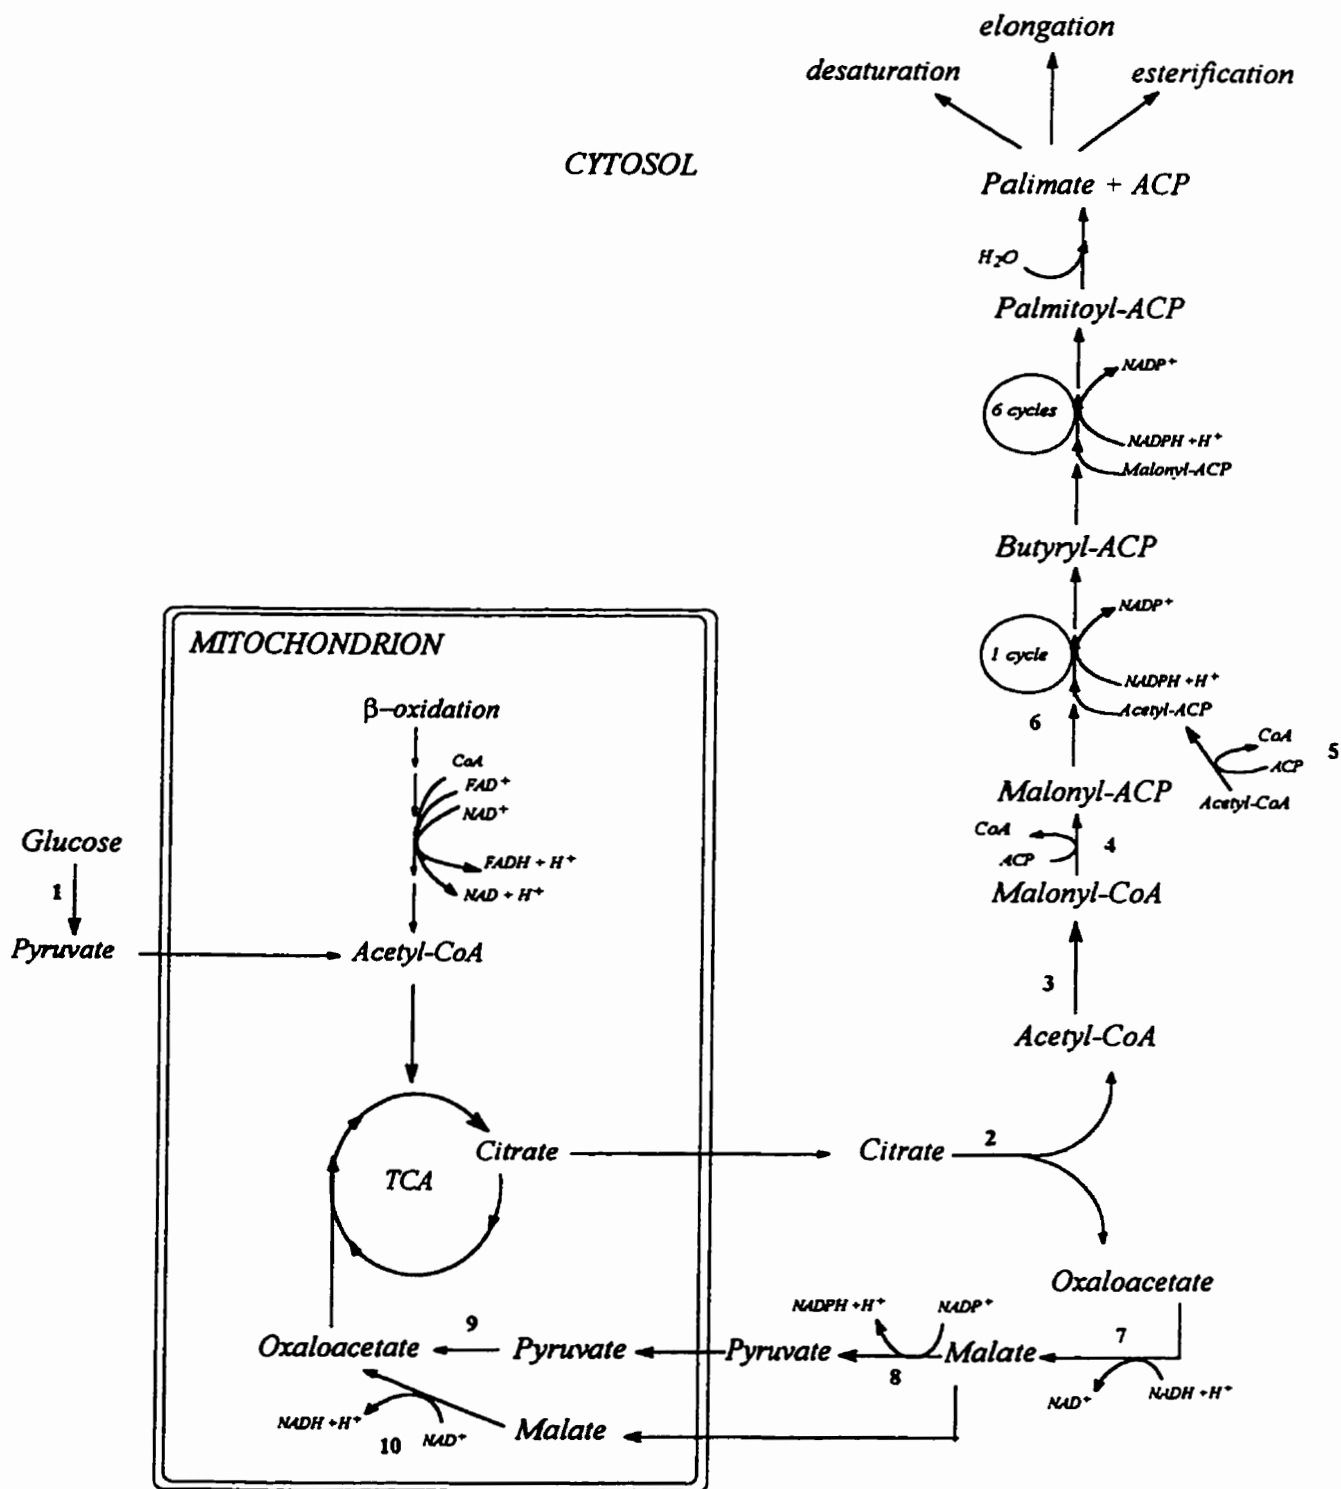 elongation
desaturation
esterification
CYTOSOL
Palimate + ACP
H₂O
Palmitoyl-ACP
NADP⁺
6 cycles
NADPH +H⁺
Malonyl-ACP
Butyryl-ACP
NADP⁺
1 cycle
NADPH +H⁺
Acetyl-ACP
6
CoA
5
ACP
Acetyl-CoA
Malonyl-ACP
CoA
4
ACP
Malonyl-CoA
3
Acetyl-CoA
MITOCHONDRION
β-oxidation
CoA
FAD⁺
NAD⁺
FADH + H⁺
NAD + H⁺
Glucose
1
Pyruvate
Acetyl-CoA
Citrate
TCA
Citrate
2
Oxaloacetate
NADPH +H⁺
NADP⁺
Oxaloacetate
9
Pyruvate
Pyruvate
8
Malate
7
NAD⁺
NADH +H⁺
NADH +H⁺
10
NAD⁺
Malate